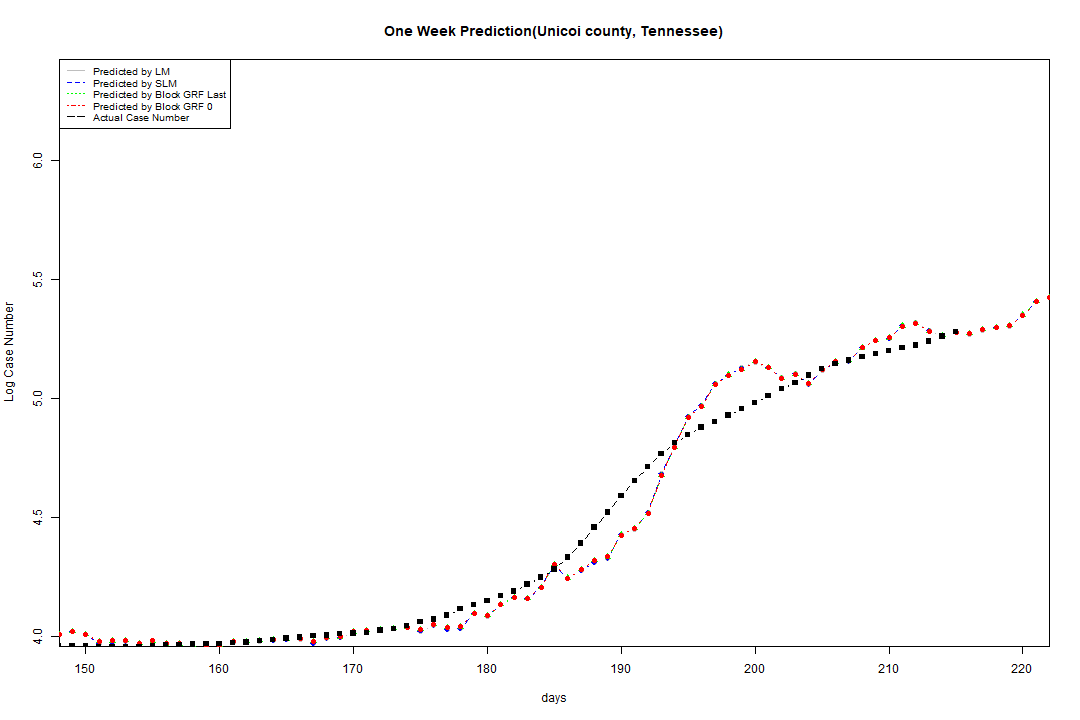 One Week Prediction(Unicoi county, Tennessee)
Predicted by LM
Predicted by SLM
Predicted by Block GRF Last
Predicted by Block GRF 0
Actual Case Number
Log Case Number
6.0
5.5
5.0
4.5
4.0
150 160 170 180 190 200 210 220
days